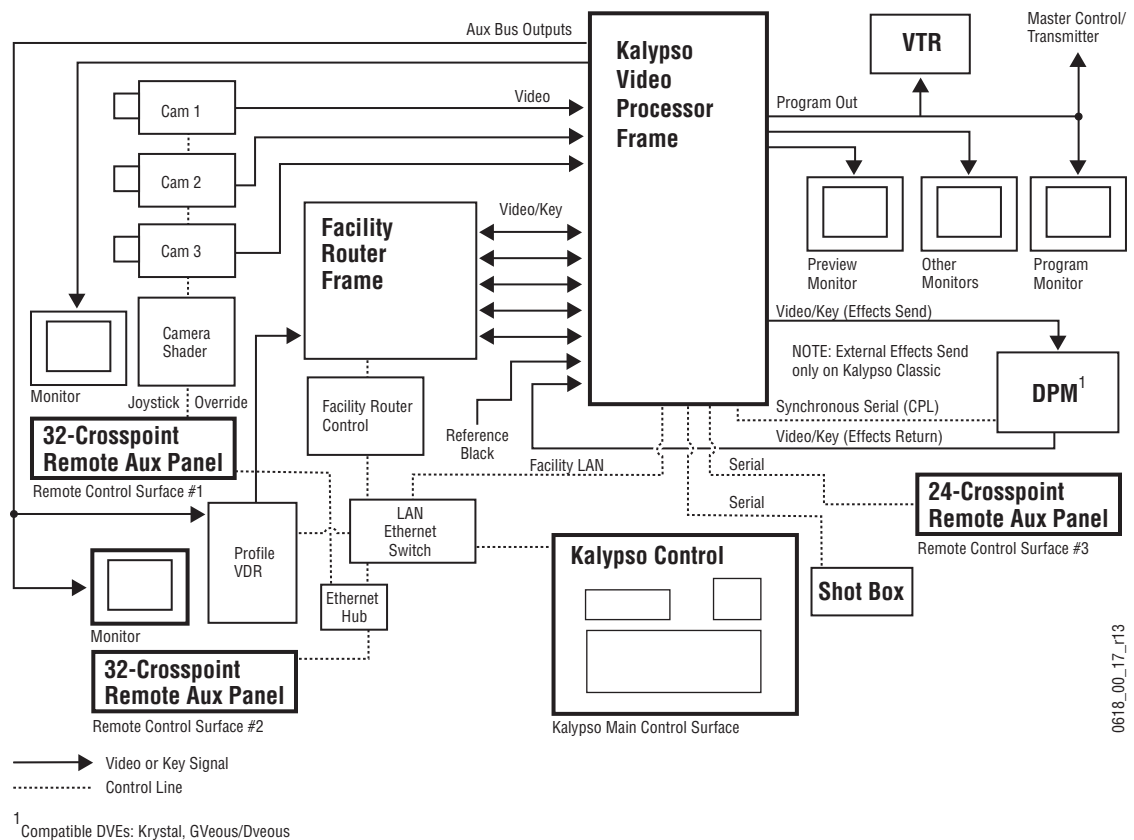 Aux Bus Outputs
Kalypso
Video
Processor
Frame
VTR
Master Control/
Transmitter
Cam 1
Video
Program Out
Cam 2
Cam 3
Facility
Router
Frame
Video/Key
Preview
Monitor
Other
Monitors
Program
Monitor
Camera
Shader
Monitor
Joystick
Override
Video/Key (Effects Send)
NOTE: External Effects Send
only on Kalypso Classic
DPM1
Synchronous Serial (CPL)
Video/Key (Effects Return)
Facility Router
Control
Reference
Black
32-Crosspoint
Remote Aux Panel
Remote Control Surface #1
Facility LAN
Serial
Serial
24-Crosspoint
Remote Aux Panel
Remote Control Surface #3
Profile
VDR
LAN
Ethernet
Switch
Ethernet
Hub
Kalypso Control
Shot Box
Monitor
32-Crosspoint
Remote Aux Panel
Remote Control Surface #2
Kalypso Main Control Surface
0618_00_17_r13
Video or Key Signal
Control Line
1Compatible DVEs: Krystal, GVeous/Dveous